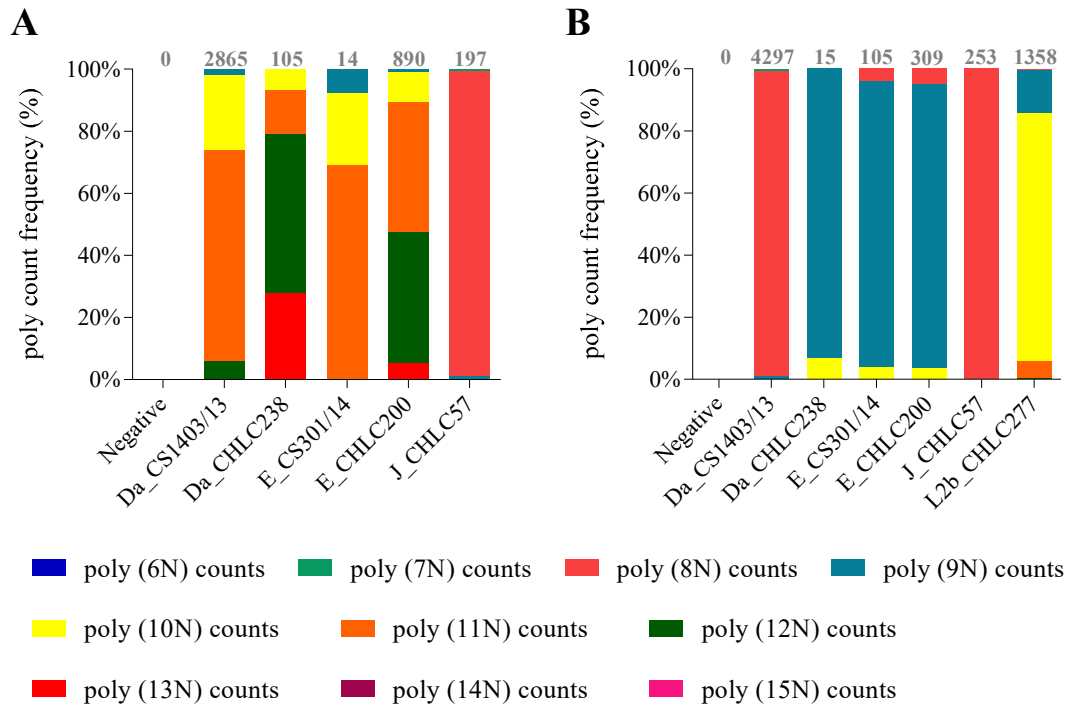 A
B
0 2865 105 14 890 197
0 4297 15 105 309 253 1358
poly count frequency (%)
100%
80%
60%
40%
20%
0%
poly count frequency (%)
100%
80%
60%
40%
20%
0%
Negative
Da_CS1403/13
Da_CHLC238
E_CS301/14
E_CHLC200
J_CHLC57
Negative
Da_CS1403/13
Da_CHLC238
E_CS301/14
E_CHLC200
J_CHLC57
L2b_CHLC277
poly (6N) counts poly (7N) counts poly (8N) counts poly (9N) counts
poly (10N) counts poly (11N) counts poly (12N) counts
poly (13N) counts poly (14N) counts poly (15N) counts